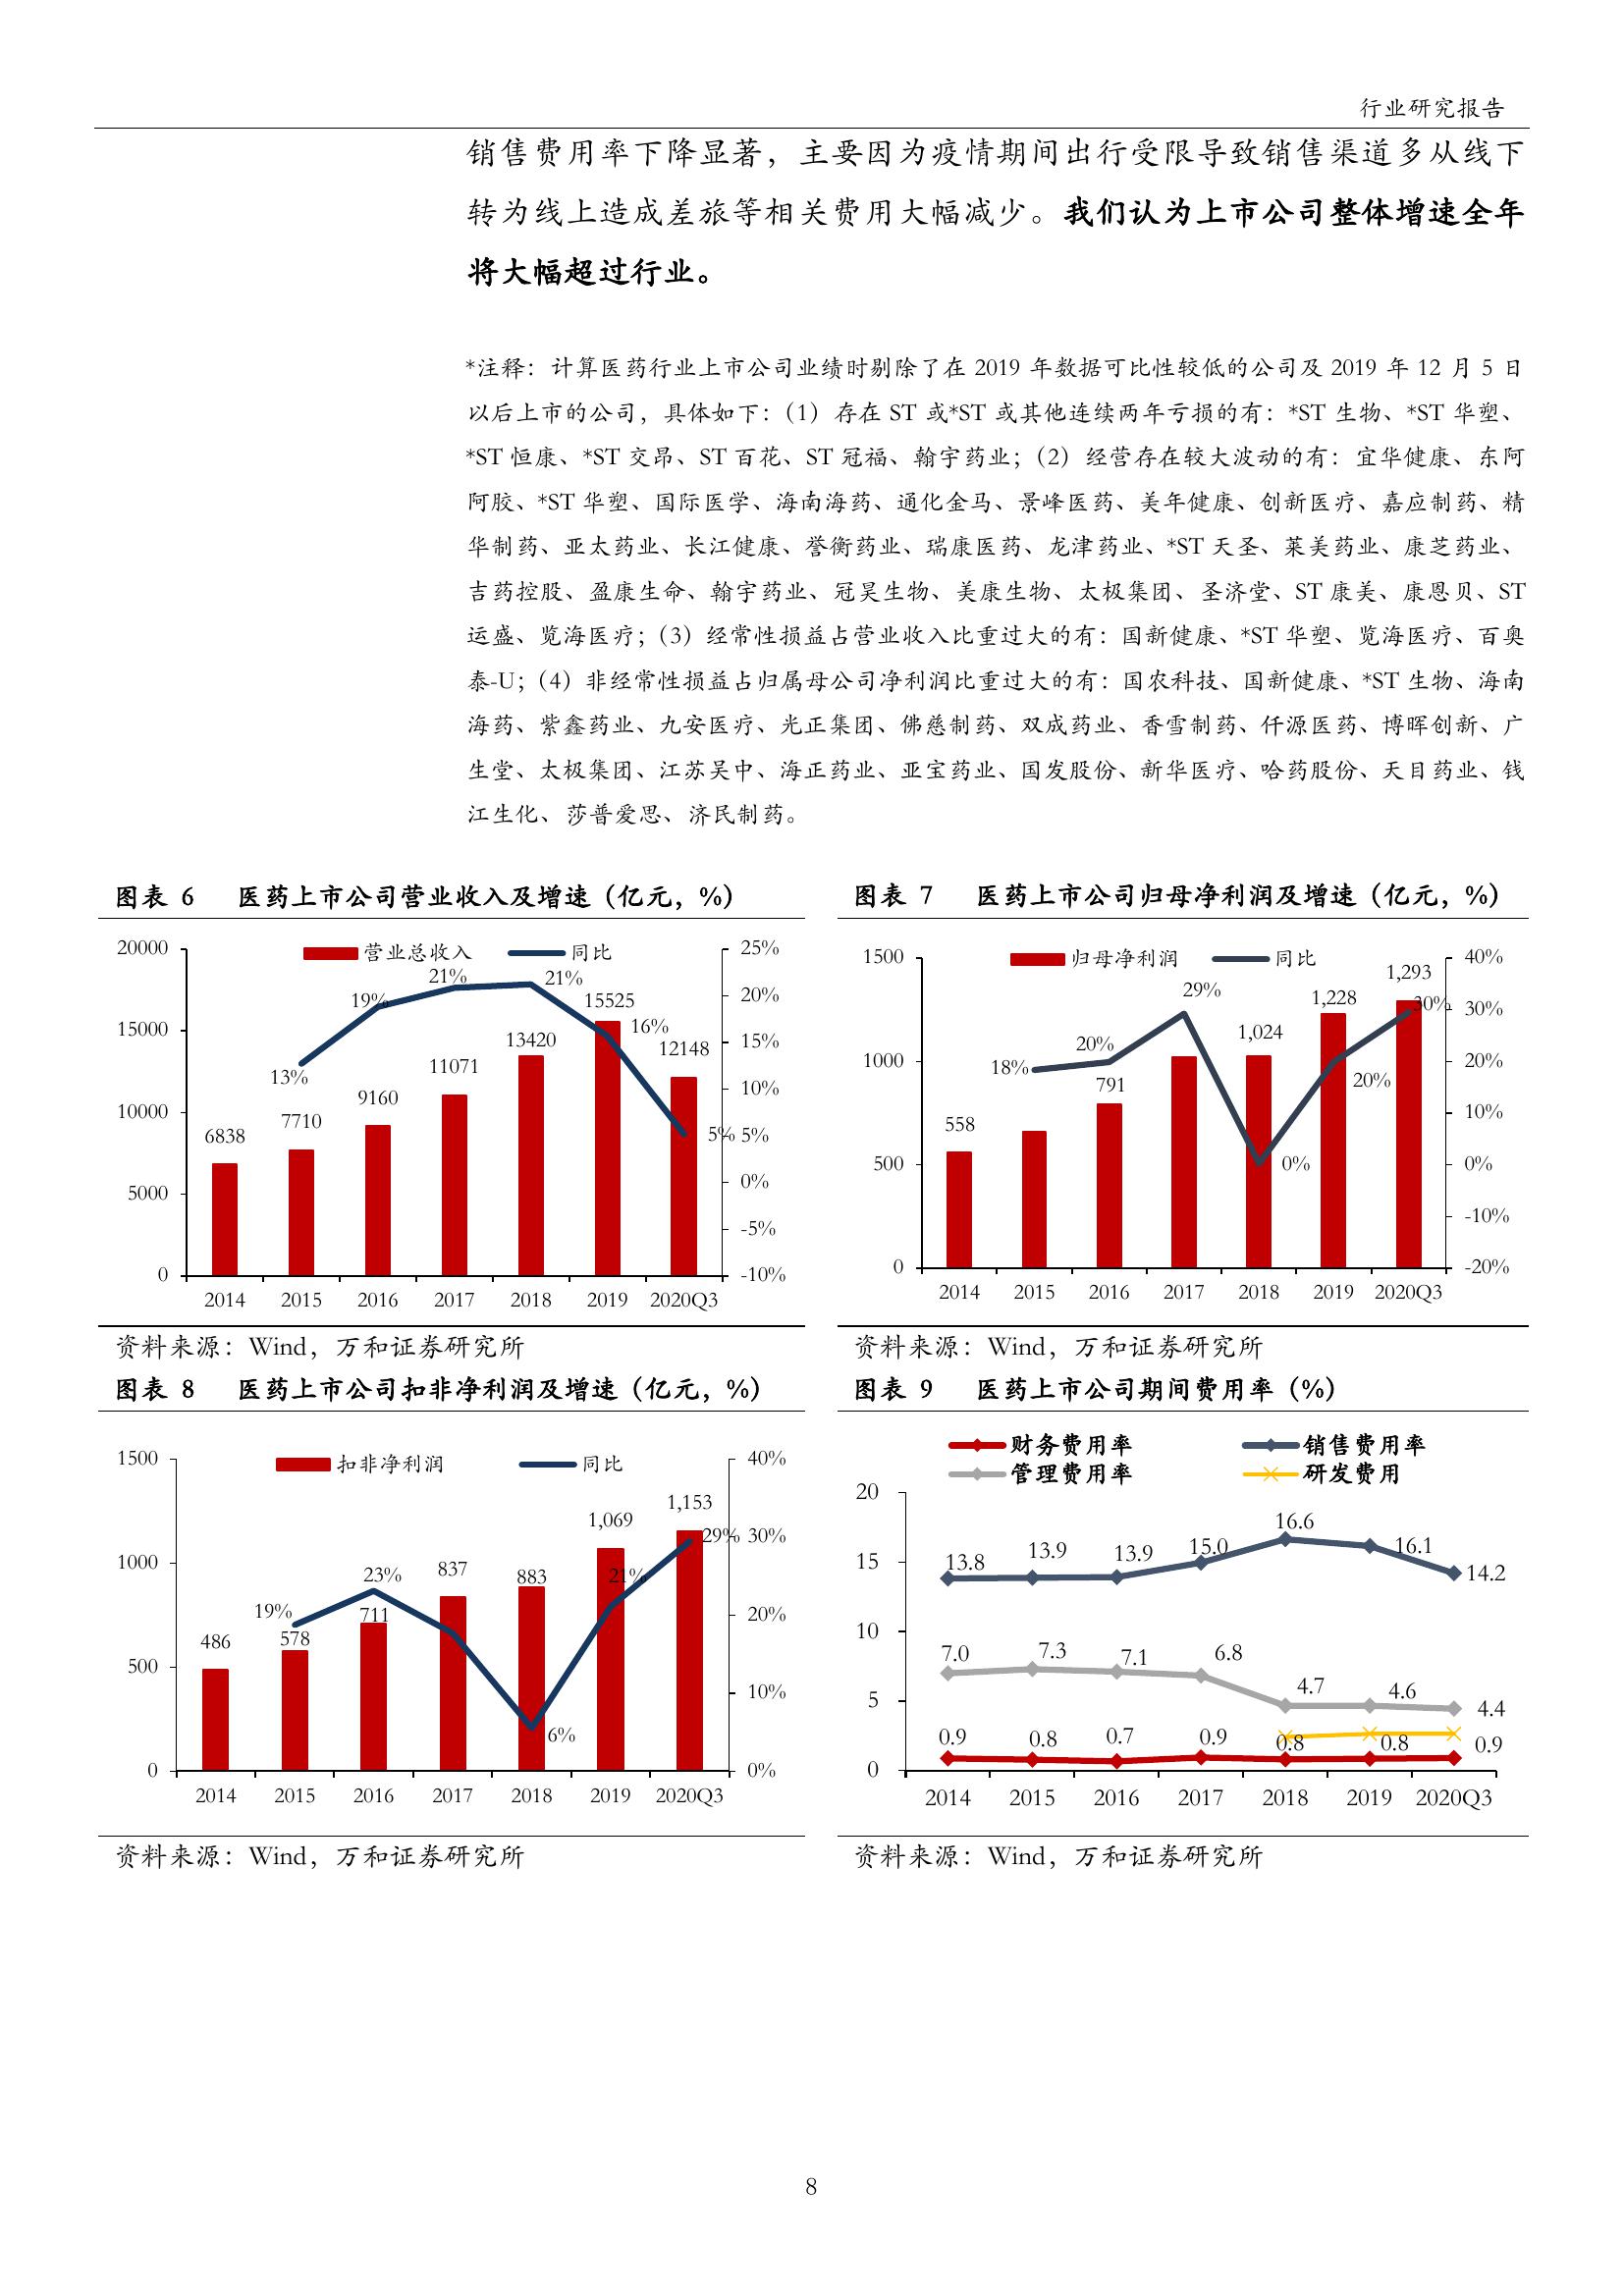 行业研究报告
销售费用率下降显著，主要因为疫情期间出行受限导致销售渠道多从线下
转为线上造成差旅等相关费用大幅减少。我们认为上市公司整体增速全年
将大幅超过行业。
*注释：计算医药行业上市公司业绩时剔除了在 2019 年数据可比性较低的公司及 2019 年 12 月 5 日
以后上市的公司，具体如下：（1）存在 ST 或*ST 或其他连续两年亏损的有：*ST 生物、*ST 华塑、
*ST 恒康、*ST 交昂、ST 百花、ST 冠福、翰宇药业；（2）经营存在较大波动的有：宜华健康、东阿
阿胶、*ST 华塑、国际医学、海南海药、通化金马、景峰医药、美年健康、创新医疗、嘉应制药、精
华制药、亚太药业、长江健康、誉衡药业、瑞康医药、龙津药业、*ST 天圣、莱美药业、康芝药业、
吉药控股、盈康生命、翰宇药业、冠昊生物、美康生物、太极集团、圣济堂、ST 康美、康恩贝、ST
运盛、览海医疗；（3）经常性损益占营业收入比重过大的有：国新健康、*ST 华塑、览海医疗、百奥
泰-U；（4）非经常性损益占归属母公司净利润比重过大的有：国农科技、国新健康、*ST 生物、海南
海药、紫鑫药业、九安医疗、光正集团、佛慈制药、双成药业、香雪制药、仟源医药、博晖创新、广
生堂、太极集团、江苏吴中、海正药业、亚宝药业、国发股份、新华医疗、哈药股份、天目药业、钱
江生化、莎普爱思、济民制药。
图表 6 医药上市公司营业收入及增速（亿元，%）
营业总收入 同比
20000 15000 10000 5000 0
25% 20% 15% 10% 5% 0% -5% -10%
6838 7710 9160 11071 13420 15525 12148
13% 19% 21% 21% 16% 5%
2014 2015 2016 2017 2018 2019 2020Q3
资料来源：Wind，万和证券研究所
图表 7 医药上市公司归母净利润及增速（亿元，%）
归母净利润 同比
1500 1000 500 0
40% 30% 20% 10% 0% -10% -20%
558 791 1,024 1,228 1,293
18% 20% 29% 0% 20% 30%
2014 2015 2016 2017 2018 2019 2020Q3
资料来源：Wind，万和证券研究所
图表 8 医药上市公司扣非净利润及增速（亿元，%）
扣非净利润 同比
1500 1000 500 0
40% 30% 20% 10% 0%
486 578 711 837 883 1,069 1,153
19% 23% 6% 21% 29%
2014 2015 2016 2017 2018 2019 2020Q3
资料来源：Wind，万和证券研究所
图表 9 医药上市公司期间费用率（%）
财务费用率 销售费用率
管理费用率 研发费用
20 15 10 5 0
13.8 13.9 13.9 15.0 16.6 16.1 14.2
7.0 7.3 7.1 6.8 4.7 4.6 4.4
0.9 0.8 0.7 0.9 0.8 0.8 0.9
2014 2015 2016 2017 2018 2019 2020Q3
资料来源：Wind，万和证券研究所
8